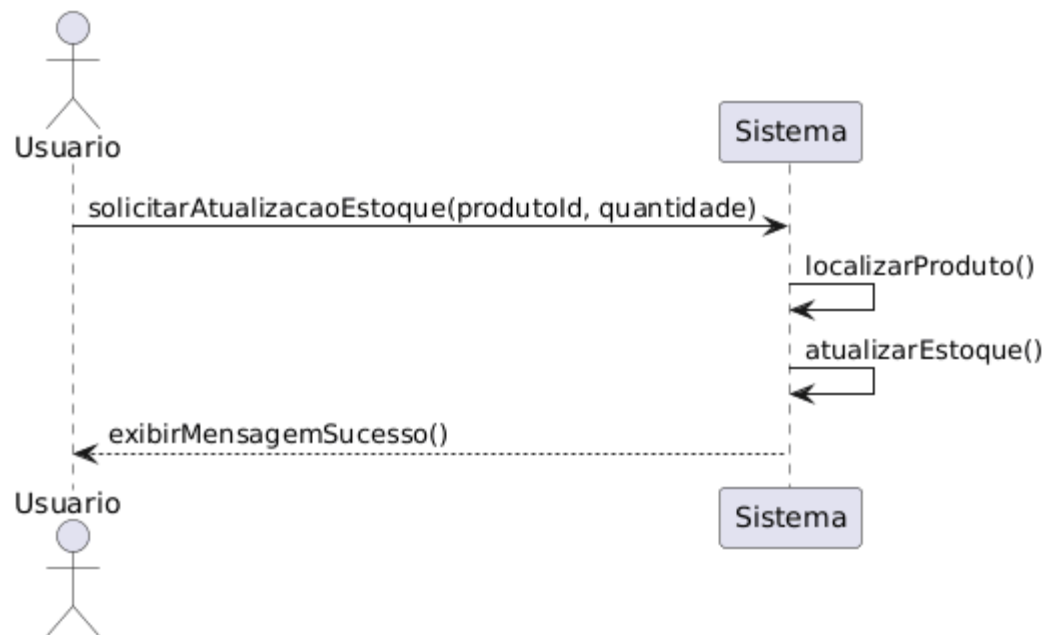 Usuario
Sistema
solicitarAtualizacaoEstoque(produtoId, quantidade)
localizarProduto()
atualizarEstoque()
exibirMensagemSucesso()
Usuario
Sistema